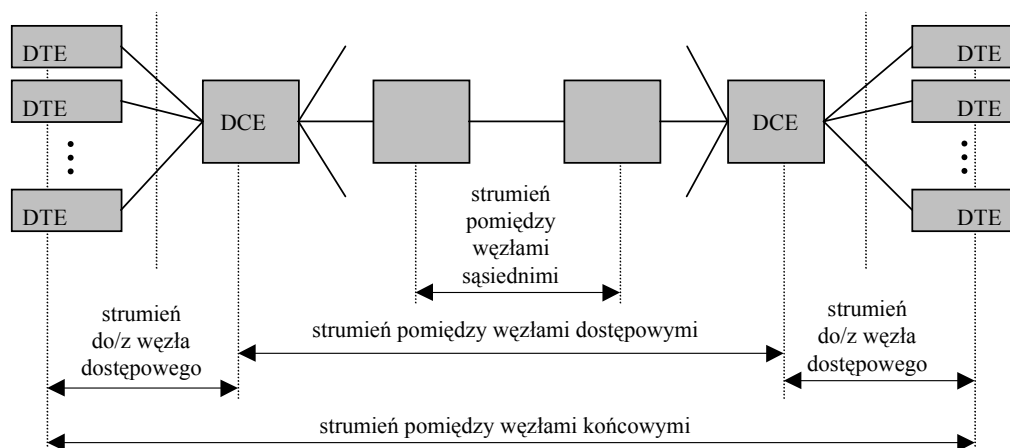 DTE
DTE
DTE
DTE
DTE
DTE
DCE
DCE
strumień
pomiędzy
węzłami
sąsiednimi
strumień
do/z węzła
dostępowego
strumień pomiędzy węzłami dostępowymi
strumień
do/z węzła
dostępowego
strumień pomiędzy węzłami końcowymi